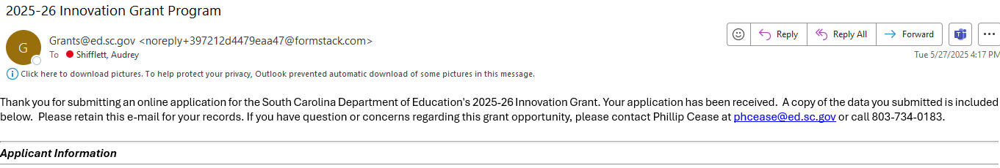 2025-26 Innovation Grant Program
G
Grants@ed.sc.gov <noreply+397212d4479eaa47@formstack.com>
To Shifflett, Audrey
Reply
Reply All
Forward
Tue 5/27/2025 4:17 PM
Click here to download pictures. To help protect your privacy, Outlook prevented automatic download of some pictures in this message.
Thank you for submitting an online application for the South Carolina Department of Education's 2025-26 Innovation Grant. Your application has been received.  A copy of the data you submitted is included
below.  Please retain this e-mail for your records. If you have question or concerns regarding this grant opportunity, please contact Phillip Cease at phcease@ed.sc.gov or call 803-734-0183.
Applicant Information